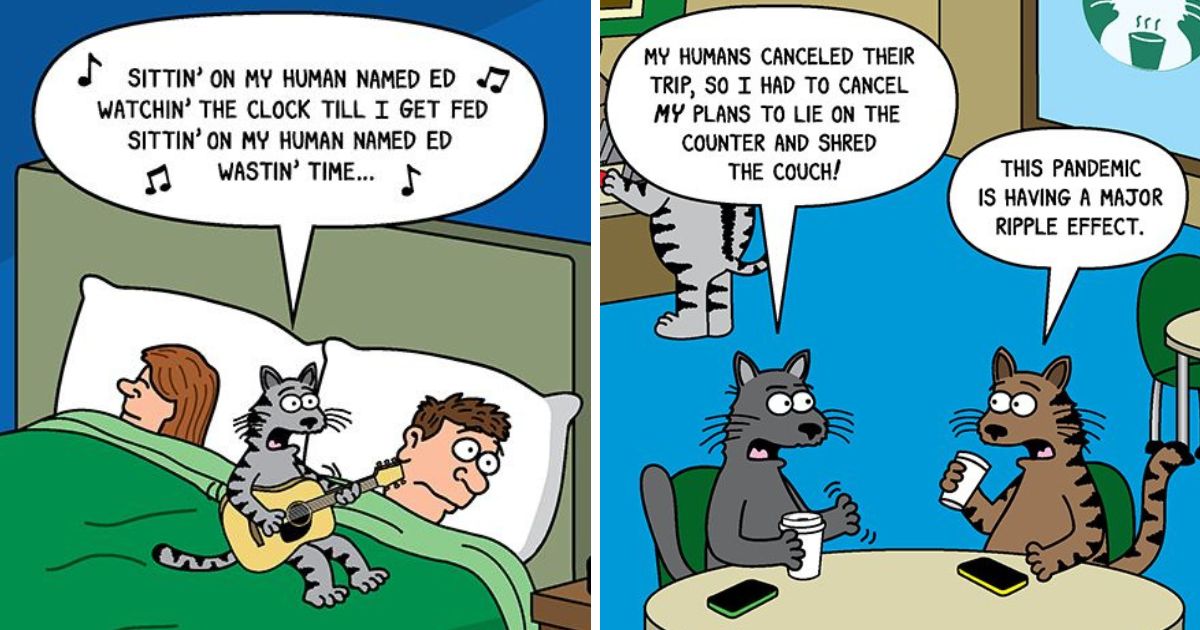 SITTIN' ON MY HUMAN NAMED ED
WATCHIN' THE CLOCK TILL I GET FED
SITTIN' ON MY HUMAN NAMED ED
WASTIN' TIME...
MY HUMANS CANCELED THEIR
TRIP, SO I HAD TO CANCEL
MY PLANS TO LIE ON THE
COUNTER AND SHRED
THE COUCH!
THIS PANDEMIC
IS HAVING A MAJOR
RIPPLE EFFECT.